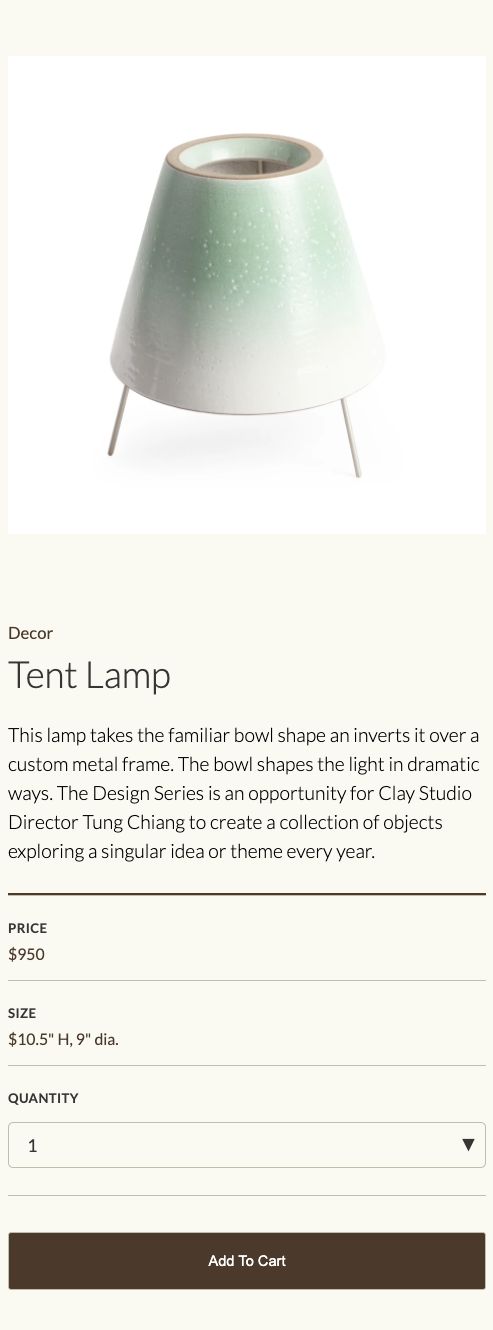 Decor
Tent Lamp
This lamp takes the familiar bowl shape an inverts it over a
custom metal frame. The bowl shapes the light in dramatic
ways. The Design Series is an opportunity for Clay Studio
Director Tung Chiang to create a collection of objects
exploring a singular idea or theme every year.
PRICE
$950
SIZE
$10.5" H, 9" dia.
QUANTITY
1
Add To Cart